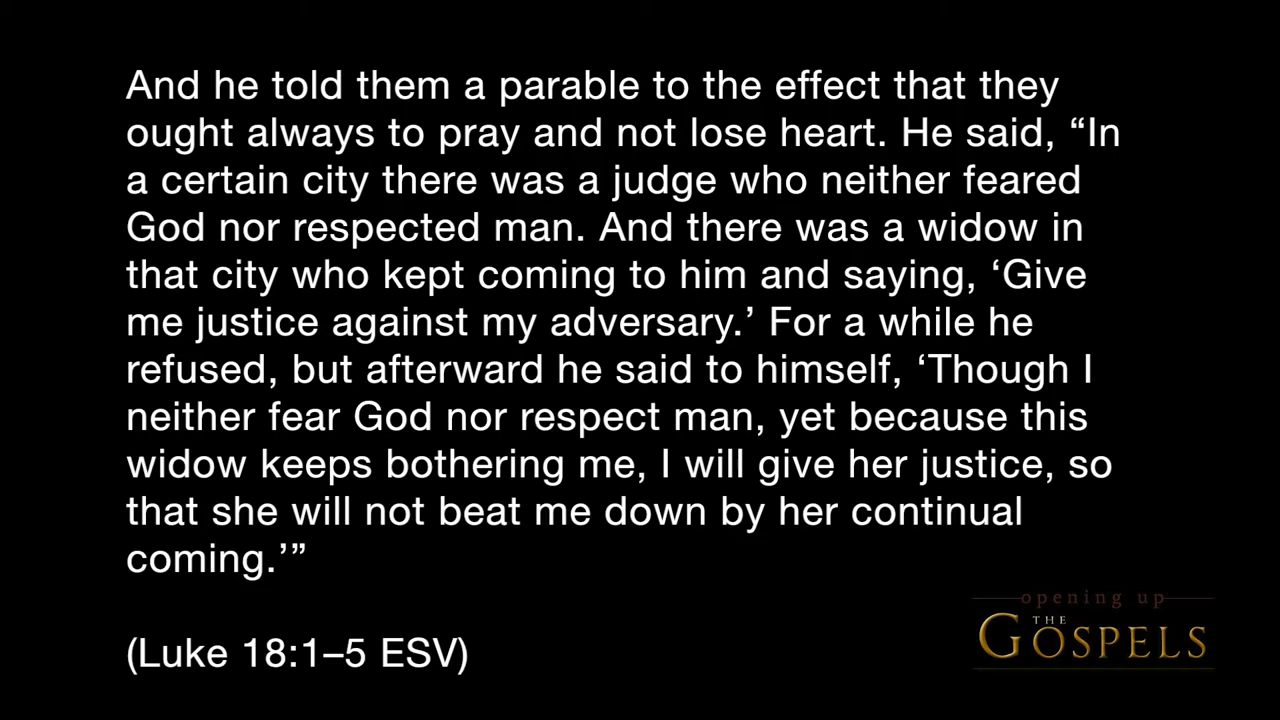 And he told them a parable to the effect that they
ought always to pray and not lose heart. He said, “In
a certain city there was a judge who neither feared
God nor respected man. And there was a widow in
that city who kept coming to him and saying, ‘Give
me justice against my adversary.’ For a while he
refused, but afterward he said to himself, ‘Though I
neither fear God nor respect man, yet because this
widow keeps bothering me, I will give her justice, so
that she will not beat me down by her continual
coming.’”
(Luke 18:1–5 ESV)
opening up
THE
GOSPELS